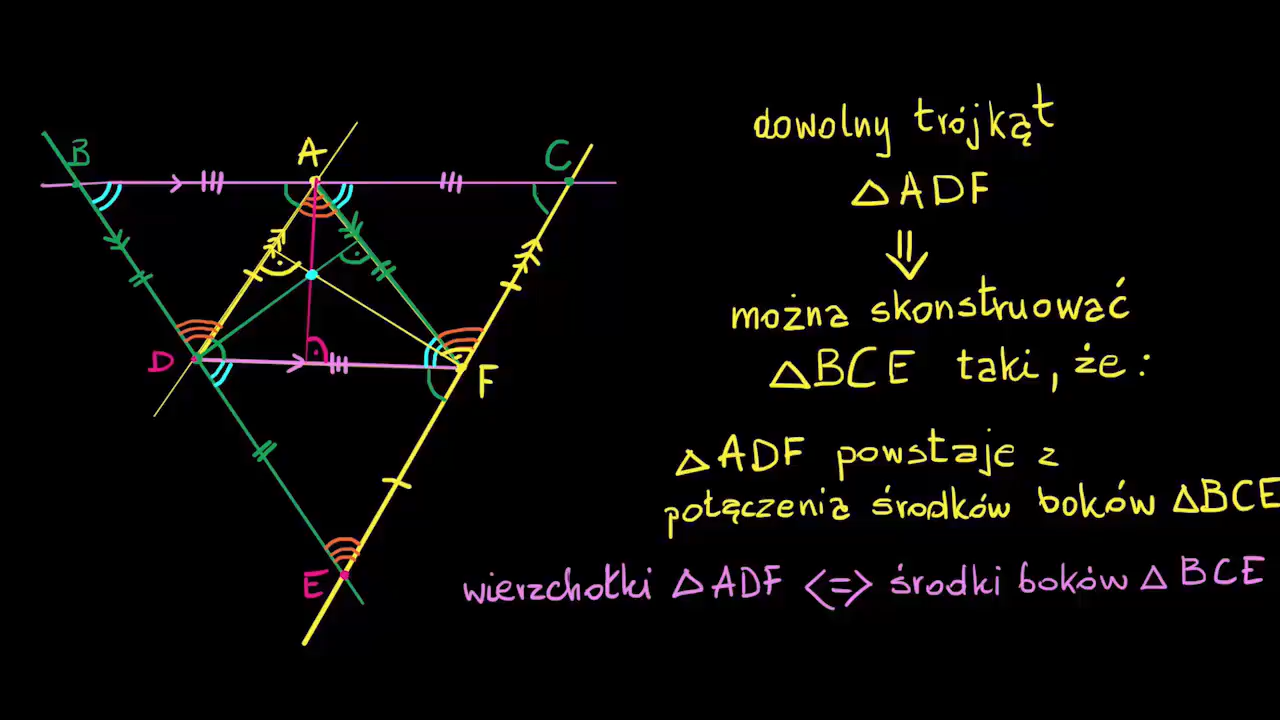 B
A
C
D
F
E
dowolny trójkąt
△ADF
⇓
można skonstruować
△BCE taki, że:
△ADF powstaje z
połączenia środków boków △BCE
wierzchołki △ADF <=> środki boków △BCE